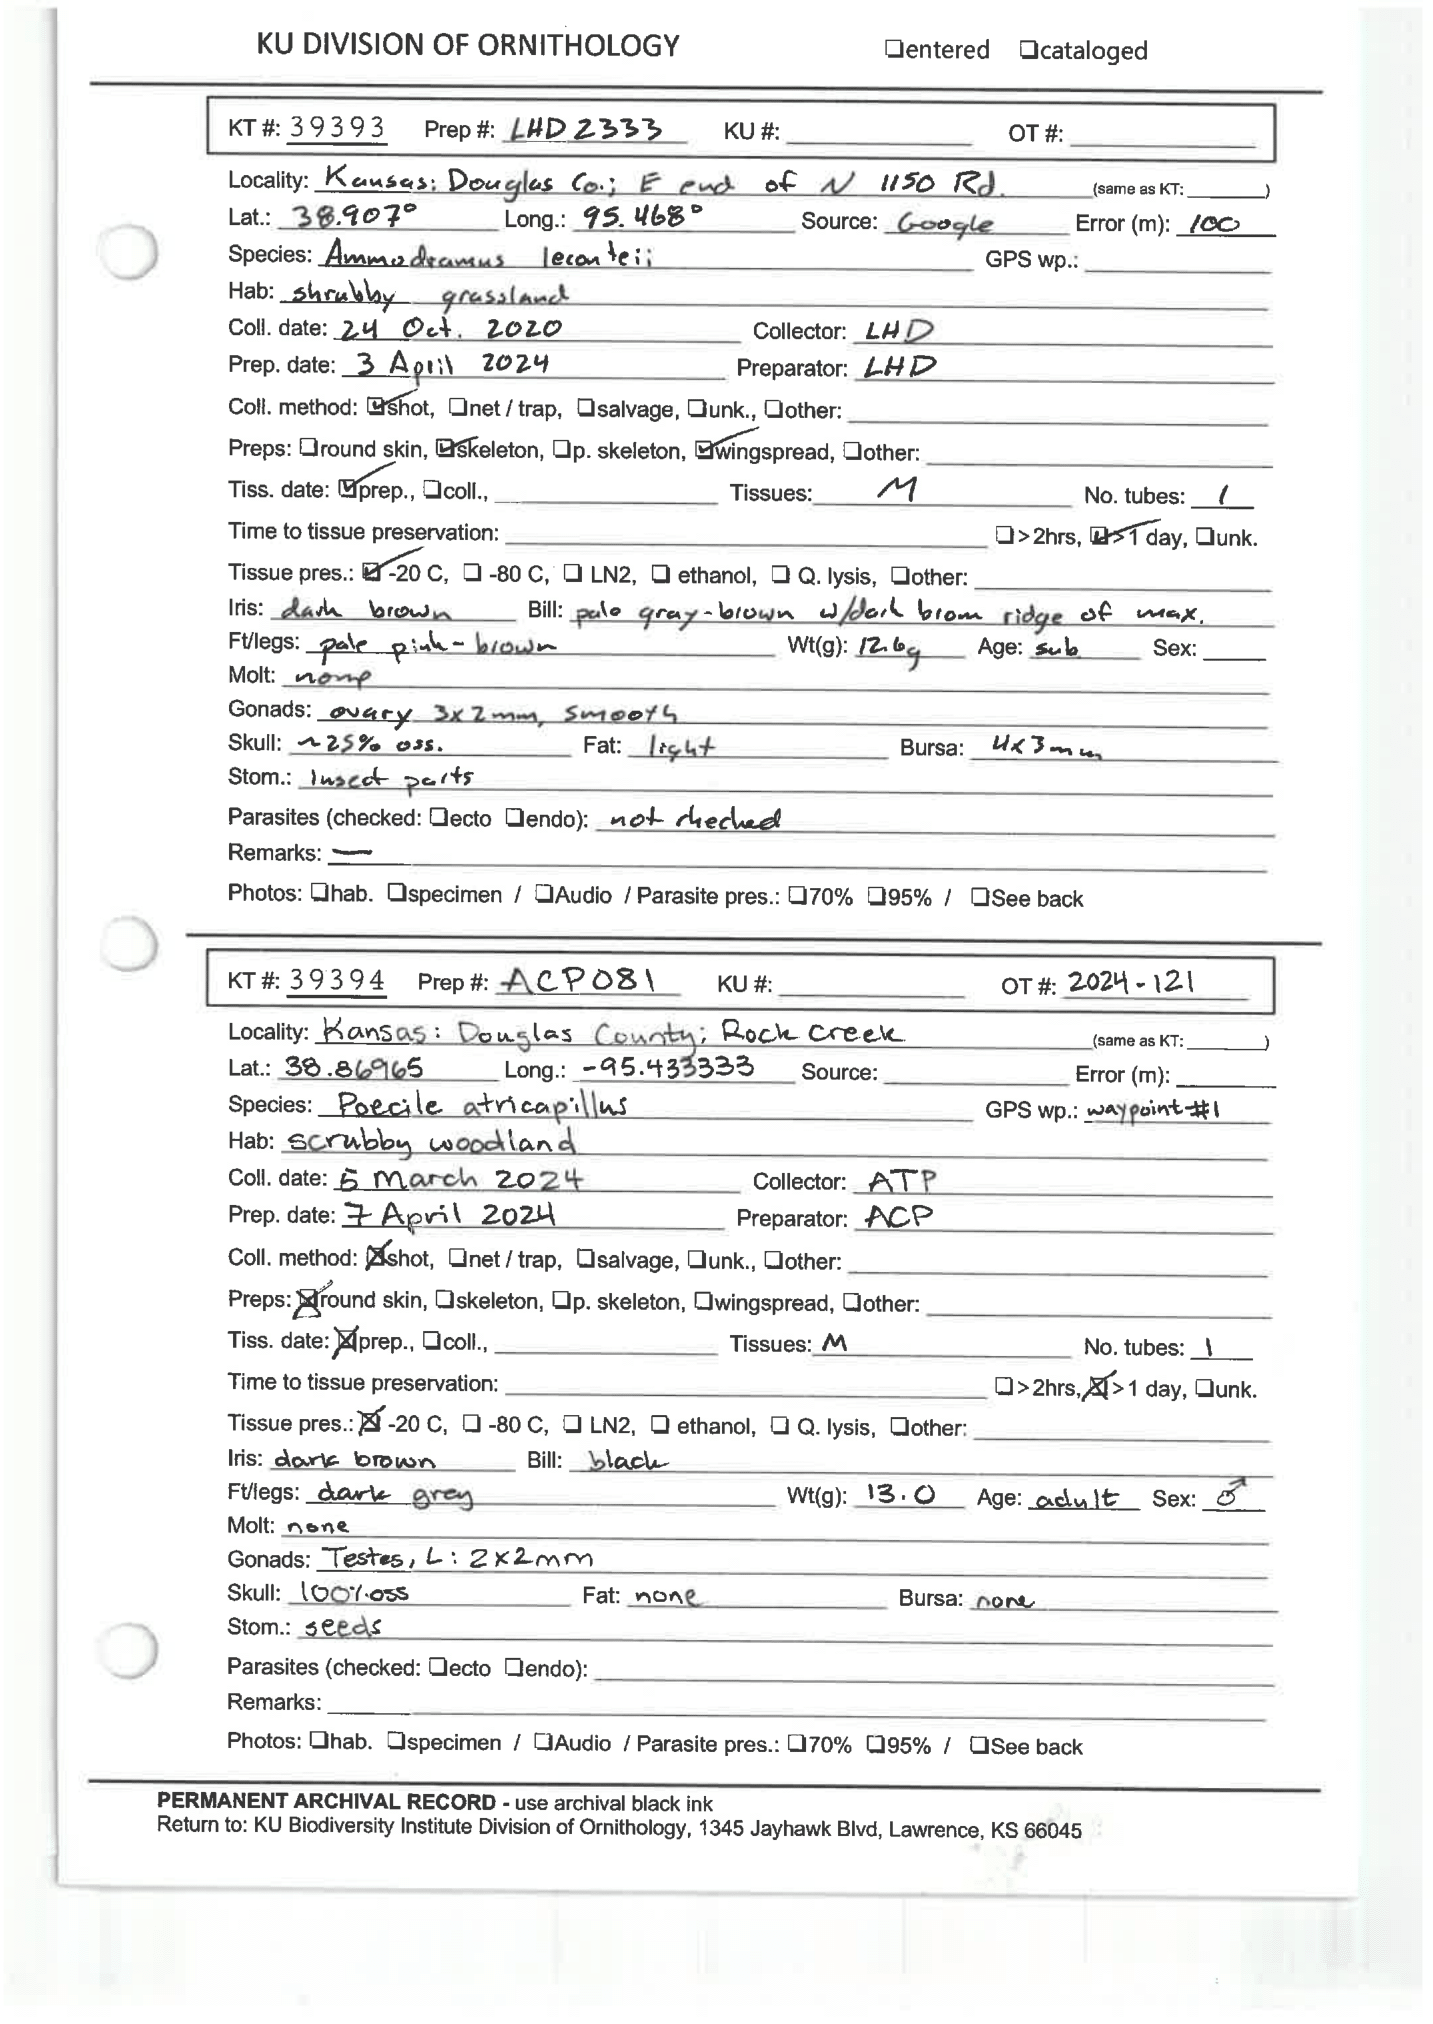 KU DIVISION OF ORNITHOLOGY ☐entered ☐cataloged
KT #: 39393 Prep #: LHD 2333 KU #: OT #:
Locality: Kansas: Douglas Co.; E end of N 1150 Rd. (same as KT: )
Lat.: 38.907° Long.: 95.468° Source: Google Error (m): 100
Species: Ammodramus leconteii GPS wp.:
Hab: shrubby grassland
Coll. date: 24 Oct. 2020 Collector: LHD
Prep. date: 3 April 2024 Preparator: LHD
Coll. method: ☑shot, ☐net / trap, ☐salvage, ☐unk., ☐other:
Preps: ☐round skin, ☑skeleton, ☐p. skeleton, ☑wingspread, ☐other:
Tiss. date: ☑prep., ☐coll., Tissues: M No. tubes: 1
Time to tissue preservation: ☐>2hrs, ☑>1 day, ☐unk.
Tissue pres.: ☑ -20 C, ☐ -80 C, ☐ LN2, ☐ ethanol, ☐ Q. lysis, ☐other:
Iris: dark brown Bill: pale gray-brown w/dark brown ridge of max.
Ft/legs: pale pink-brown Wt(g): 12.6g Age: sub Sex:
Molt: none
Gonads: ovary 3x2mm, smooth
Skull: ~25% oss. Fat: light Bursa: 4x3mm
Stom.: Insect parts
Parasites (checked: ☐ecto ☐endo): not checked
Remarks: —
Photos: ☐hab. ☐specimen / ☐Audio / Parasite pres.: ☐70% ☐95% / ☐See back
KT #: 39394 Prep #: ACP081 KU #: OT #: 2024-121
Locality: Kansas: Douglas County; Rock Creek (same as KT: )
Lat.: 38.86965 Long.: -95.433333 Source: Error (m):
Species: Poecile atricapillus GPS wp.: waypoint #1
Hab: scrubby woodland
Coll. date: 5 March 2024 Collector: ATP
Prep. date: 7 April 2024 Preparator: ACP
Coll. method: ☒shot, ☐net / trap, ☐salvage, ☐unk., ☐other:
Preps: ☒round skin, ☐skeleton, ☐p. skeleton, ☐wingspread, ☐other:
Tiss. date: ☒prep., ☐coll., Tissues: M No. tubes: 1
Time to tissue preservation: ☐>2hrs, ☒>1 day, ☐unk.
Tissue pres.: ☒ -20 C, ☐ -80 C, ☐ LN2, ☐ ethanol, ☐ Q. lysis, ☐other:
Iris: dark brown Bill: black
Ft/legs: dark grey Wt(g): 13.0 Age: adult Sex: ♂
Molt: none
Gonads: Testes, L: 2x2mm
Skull: 100% oss Fat: none Bursa: none
Stom.: seeds
Parasites (checked: ☐ecto ☐endo):
Remarks:
Photos: ☐hab. ☐specimen / ☐Audio / Parasite pres.: ☐70% ☐95% / ☐See back
PERMANENT ARCHIVAL RECORD - use archival black ink
Return to: KU Biodiversity Institute Division of Ornithology, 1345 Jayhawk Blvd, Lawrence, KS 66045